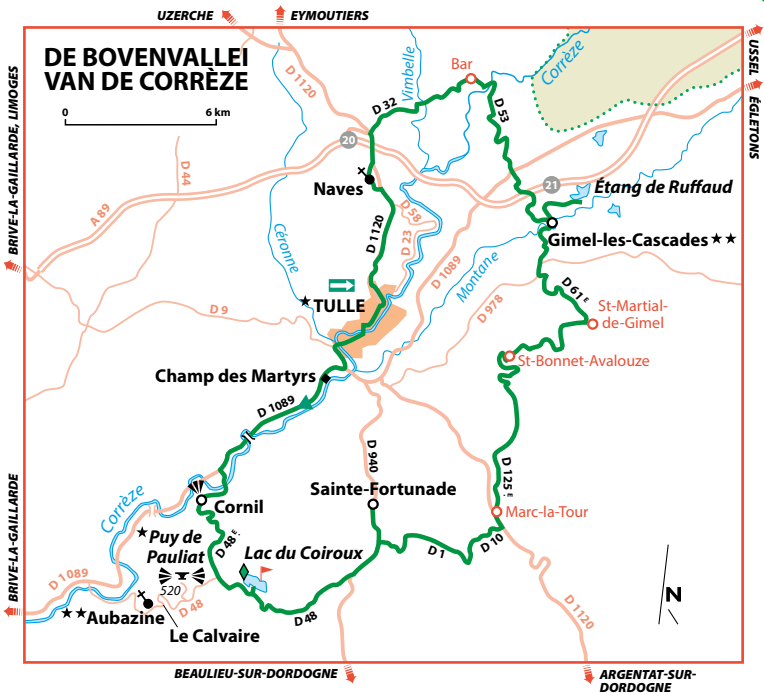 UZERCHE
EYMOUTIERS
DE BOVENVALLEI
VAN DE CORRÈZE
0
6 km
BRIVE-LA-GAILLARDE, LIMOGES
USSEL
ÉGLETONS
D 1120
Vimbelle
Bar
Corrèze
D 32
D 53
20
D 44
A 89
Naves
21
Étang de Ruffaud
D 58
D 23
D 1120
Céronne
Gimel-les-Cascades ★★
D 1089
Montane
D 61 E
★ TULLE
D 9
D 978
St-Martial-
de-Gimel
St-Bonnet-Avalouze
Champ des Martyrs
D 1089
D 940
Sainte-Fortunade
D 125 E
Marc-la-Tour
Corrèze
Cornil
D 48 E
★ Puy de
Pauliat
Lac du Coiroux
D 1
D 10
BRIVE-LA-GAILLARDE
D 1089
520
D 48
★★ Aubazine
Le Calvaire
D 48
D 1120
N
BEAULIEU-SUR-DORDOGNE
ARGENTAT-SUR-
DORDOGNE